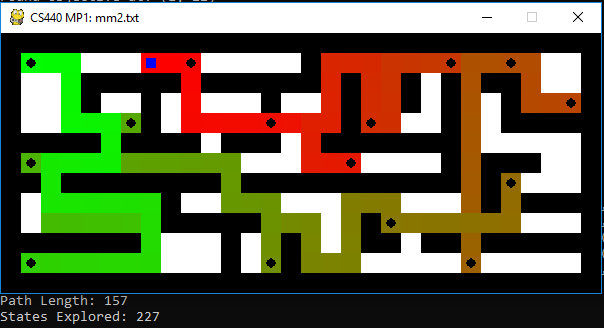 CS440 MP1: mm2.txt
Path Length: 157
States Explored: 227